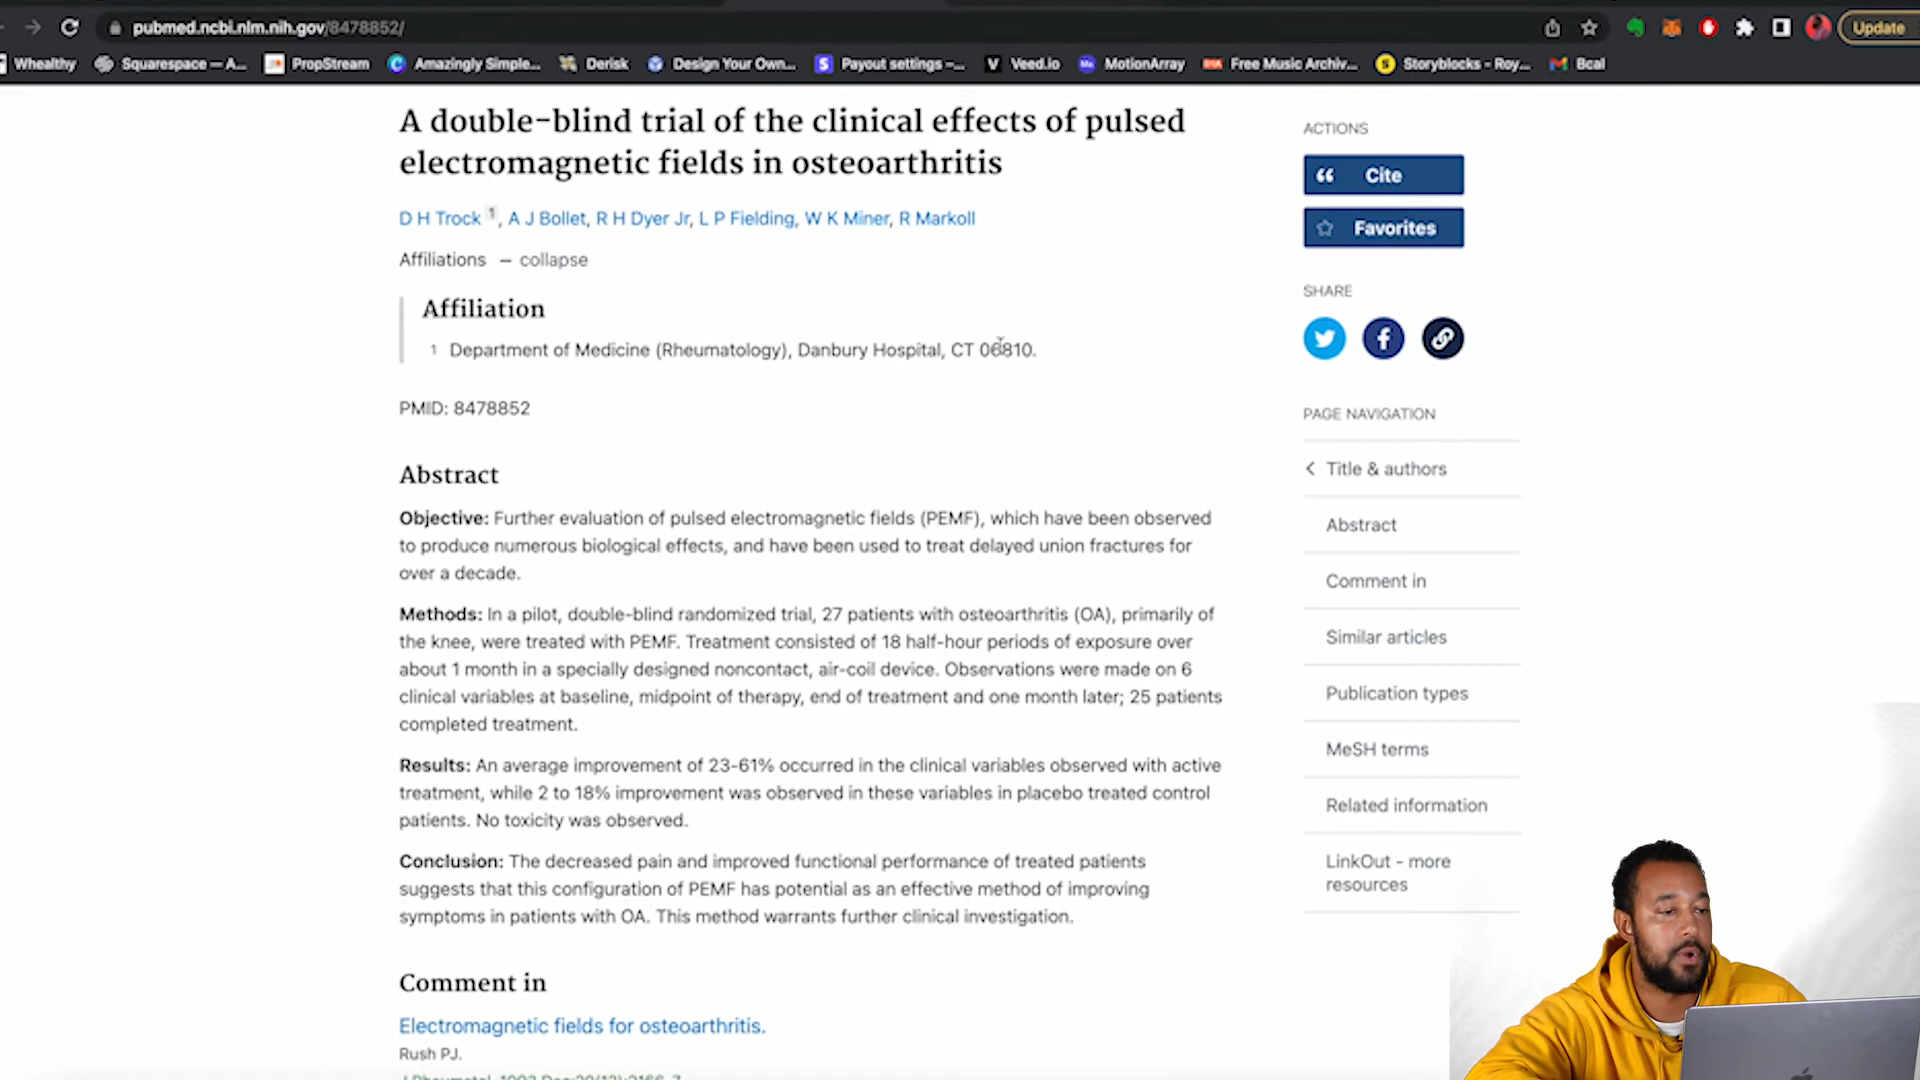 pubmed.ncbi.nlm.nih.gov/8478852/
Update
Whealthy Squarespace — A... PropStream Amazingly Simple... Derisk Design Your Own... Payout settings –... Veed.io MotionArray Free Music Archiv... Storyblocks - Roy... Bcal
A double-blind trial of the clinical effects of pulsed
electromagnetic fields in osteoarthritis
D H Trock 1, A J Bollet, R H Dyer Jr, L P Fielding, W K Miner, R Markoll
Affiliations – collapse
Affiliation
1 Department of Medicine (Rheumatology), Danbury Hospital, CT 06810.
PMID: 8478852
Abstract
Objective: Further evaluation of pulsed electromagnetic fields (PEMF), which have been observed
to produce numerous biological effects, and have been used to treat delayed union fractures for
over a decade.
Methods: In a pilot, double-blind randomized trial, 27 patients with osteoarthritis (OA), primarily of
the knee, were treated with PEMF. Treatment consisted of 18 half-hour periods of exposure over
about 1 month in a specially designed noncontact, air-coil device. Observations were made on 6
clinical variables at baseline, midpoint of therapy, end of treatment and one month later; 25 patients
completed treatment.
Results: An average improvement of 23-61% occurred in the clinical variables observed with active
treatment, while 2 to 18% improvement was observed in these variables in placebo treated control
patients. No toxicity was observed.
Conclusion: The decreased pain and improved functional performance of treated patients
suggests that this configuration of PEMF has potential as an effective method of improving
symptoms in patients with OA. This method warrants further clinical investigation.
Comment in
Electromagnetic fields for osteoarthritis.
Rush PJ.
ACTIONS
Cite
Favorites
SHARE
PAGE NAVIGATION
Title & authors
Abstract
Comment in
Similar articles
Publication types
MeSH terms
Related information
LinkOut - more
resources